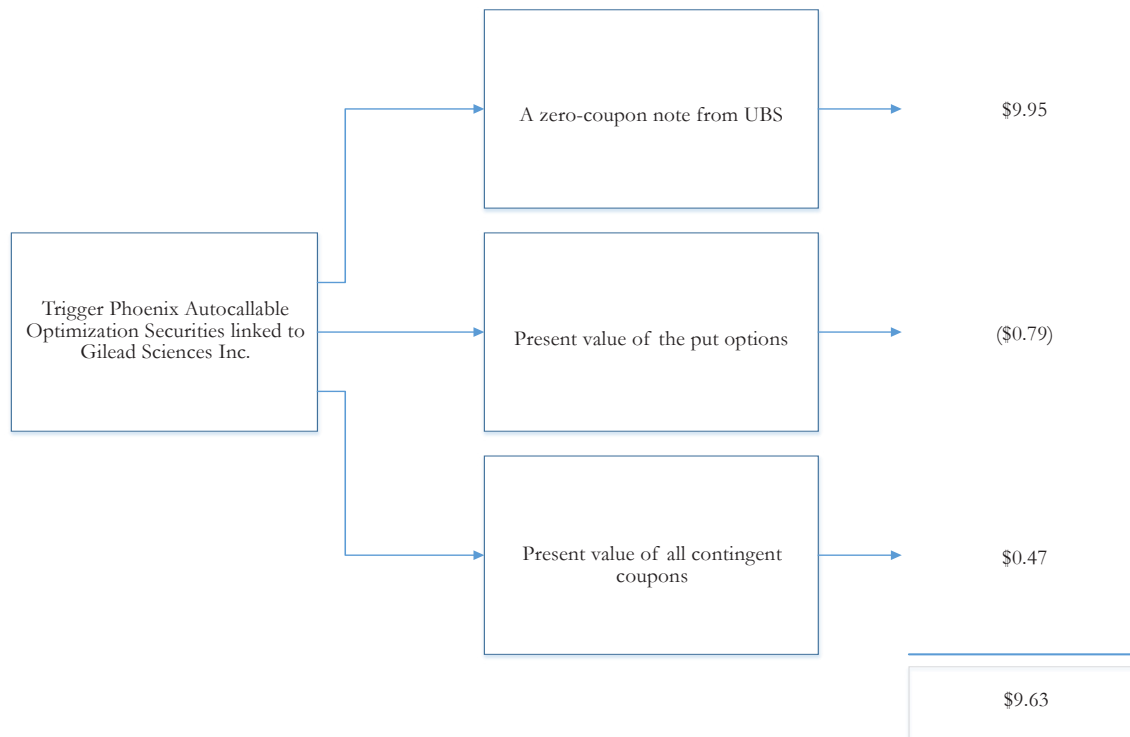 A zero-coupon note from UBS
$9.95
Trigger Phoenix Autocallable
Optimization Securities linked to
Gilead Sciences Inc.
Present value of the put options
($0.79)
Present value of all contingent
coupons
$0.47
$9.63